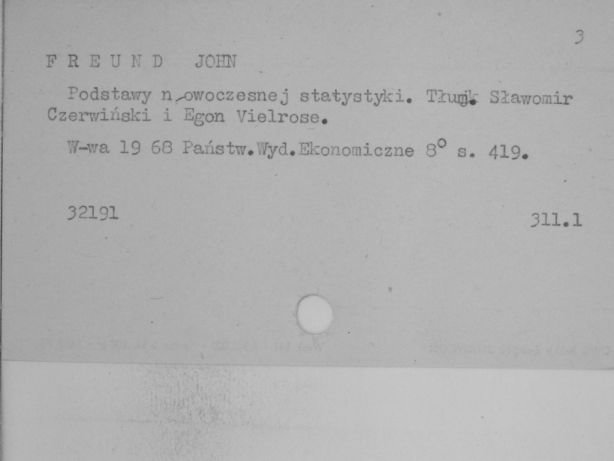 3
F R E U N D   JOHN
Podstawy nowoczesnej statystyki. Tłum. Sławomir
Czerwiński i Egon Vielrose.
W-wa 19 68 Państw.Wyd.Ekonomiczne 8° s. 419.
32191
311.1